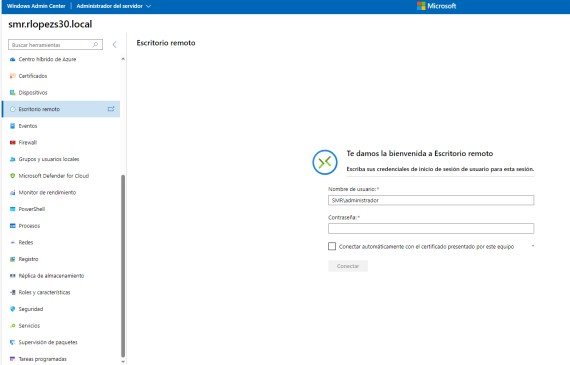 Windows Admin Center | Administrador del servidor
Microsoft
smr.rlopezs30.local
Buscar herramientas
Centro híbrido de Azure
Certificados
Dispositivos
Escritorio remoto
Eventos
Firewall
Grupos y usuarios locales
Microsoft Defender for Cloud
Monitor de rendimiento
PowerShell
Procesos
Redes
Registro
Réplica de almacenamiento
Roles y características
Seguridad
Servicios
Supervisión de paquetes
Tareas programadas
Escritorio remoto
Te damos la bienvenida a Escritorio remoto
Escriba sus credenciales de inicio de sesión de usuario para esta sesión.
Nombre de usuario: *
SMR\administrador
Contraseña: *
Conectar automáticamente con el certificado presentado por este equipo *
Conectar